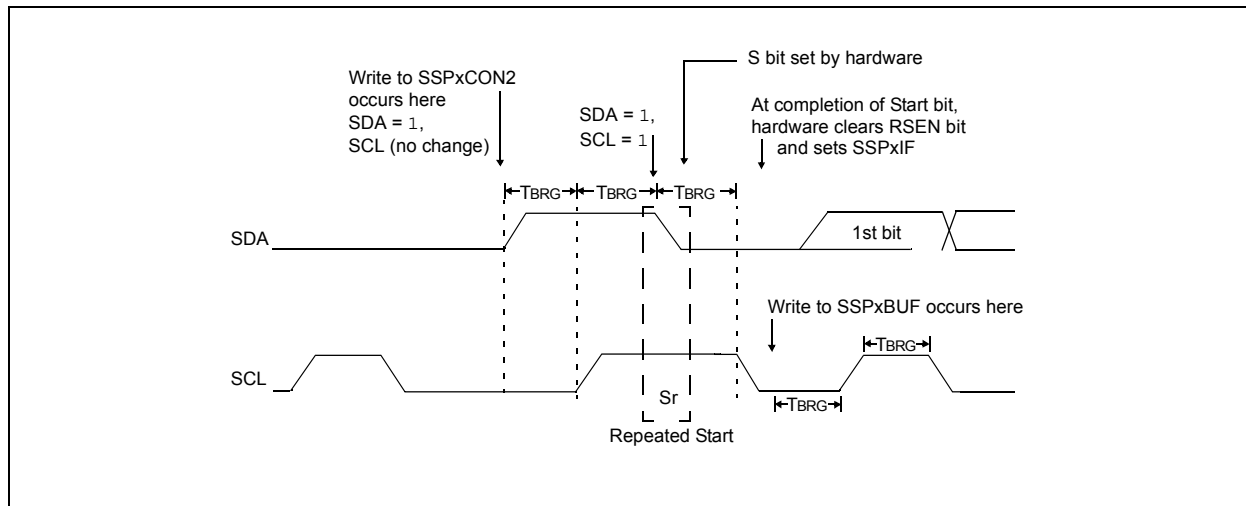 S bit set by hardware
Write to SSPxCON2
occurs here
SDA = 1,
SCL (no change)
SDA = 1,
SCL = 1
At completion of Start bit,
hardware clears RSEN bit
and sets SSPxIF
TBRG TBRG TBRG
SDA
1st bit
Write to SSPxBUF occurs here
TBRG
SCL
Sr
TBRG
Repeated Start